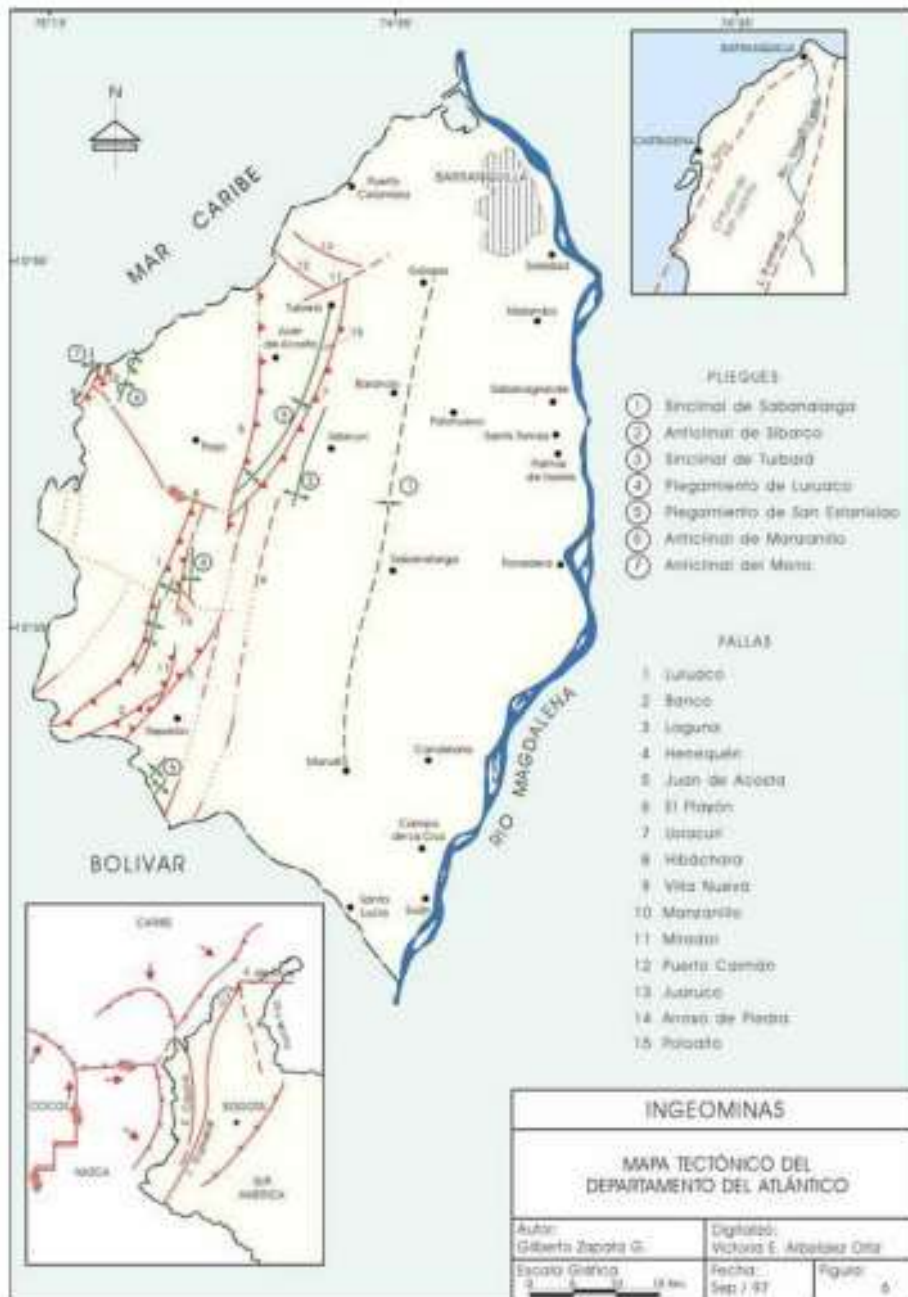 N
MAR CARIBE
Puerto
Colombia
BARRANQUILLA
Soledad
Galapa
Malambo
Tubará
Juan
de Acosta
Baranoa
Sabanagrande
Polonuevo
Santo Tomás
Palmar
de Varela
Usiacurí
Piojó
Sabanalarga
Ponedera
Repelón
Manatí
Candelaria
Campo
de La Cruz
Santa
Lucía
Suán
RIO MAGDALENA
BOLIVAR
BARRANQUILLA
CARTAGENA
PLIEGUES
1 Sinclinal de Sabanalarga
2 Anticlinal de Sibarco
3 Sinclinal de Tubará
4 Plegamiento de Luruaco
5 Plegamiento de San Estanislao
6 Anticlinal de Manzanillo
7 Anticlinal del Morro
FALLAS
1 Luruaco
2 Banco
3 Laguna
4 Henequén
5 Juan de Acosta
6 El Playón
7 Usiacurí
8 Hibáchara
9 Villa Nueva
10 Manzanillo
11 Mirador
12 Puerto Caimán
13 Juaruco
14 Arroyo de Piedra
15
CARIBE
COCOS
NAZCA
BOGOTA
SUR
AMERICA
INGEOMINAS
MAPA TECTÓNICO DEL
DEPARTAMENTO DEL ATLÁNTICO
Autor:
Gilberto Zapata G.
Digitalizó:
Victoria E.
Escala Gráfica
Fecha:
Sep / 97
Figura:
6